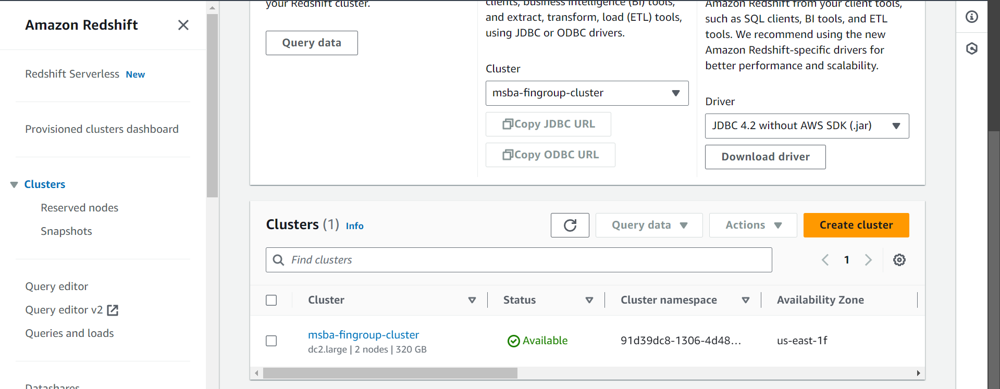 Amazon Redshift
Redshift Serverless New
Provisioned clusters dashboard
Clusters
Reserved nodes
Snapshots
Query editor
Query editor v2
Queries and loads
Datashares
your Redshift cluster.
Query data
clients, business intelligence (BI) tools,
and extract, transform, load (ETL) tools,
using JDBC or ODBC drivers.
Cluster
msba-fingroup-cluster
Copy JDBC URL
Copy ODBC URL
Amazon Redshift from your client tools,
such as SQL clients, BI tools, and ETL
tools. We recommend using the new
Amazon Redshift-specific drivers for
better performance and scalability.
Driver
JDBC 4.2 without AWS SDK (.jar)
Download driver
Clusters (1) Info
Query data
Actions
Create cluster
Find clusters
1
Cluster Status Cluster namespace Availability Zone
msba-fingroup-cluster Available 91d39dc8-1306-4d48... us-east-1f
dc2.large | 2 nodes | 320 GB